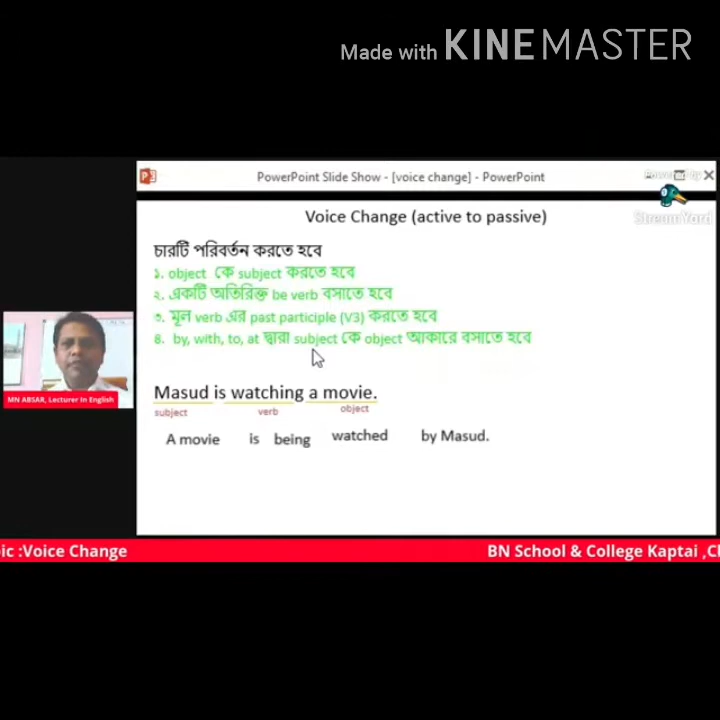 Made with KINEMASTER
PowerPoint Slide Show - [voice change] - PowerPoint
StreamYard
Voice Change (active to passive)
চারটি পরিবর্তন করতে হবে
১. object কে subject করতে হবে
২. একটি অতিরিক্ত be verb বসাতে হবে
৩. মূল verb এর past participle (V3) করতে হবে
৪. by, with, to, at দ্বারা subject কে object আকারে বসাতে হবে
MN ABSAR, Lecturer In English
Masud is watching a movie.
subject verb object
A movie is being watched by Masud.
ic :Voice Change BN School & College Kaptai ,C